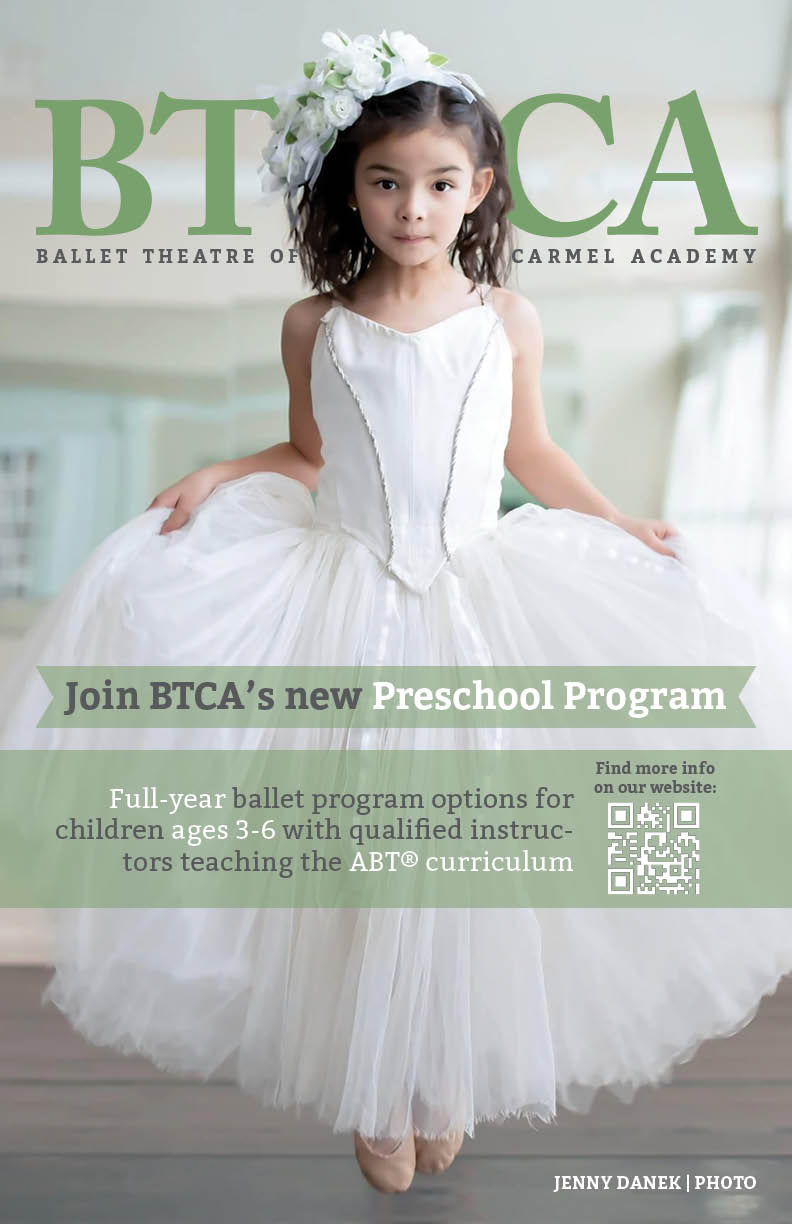 BTCA
BALLET THEATRE OF CARMEL ACADEMY
Join BTCA's new Preschool Program
Full-year ballet program options for
children ages 3-6 with qualified instruc-
tors teaching the ABT® curriculum
Find more info
on our website:
JENNY DANEK | PHOTO